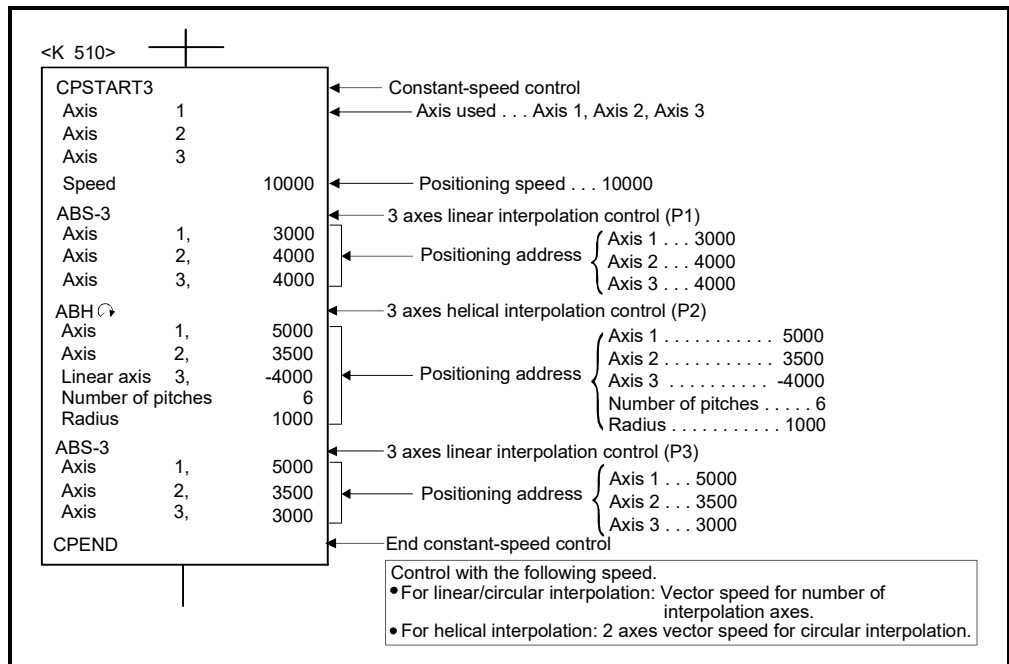 <K 510>
CPSTART3 Constant-speed control
Axis 1 Axis used . . . Axis 1, Axis 2, Axis 3
Axis 2
Axis 3
Speed 10000 Positioning speed . . . 10000
ABS-3 3 axes linear interpolation control (P1)
Axis 1, 3000 Axis 1 . . . 3000
Axis 2, 4000 Positioning address Axis 2 . . . 4000
Axis 3, 4000 Axis 3 . . . 4000
ABH 3 axes helical interpolation control (P2)
Axis 1, 5000 Axis 1 . . . . . . . . . . . 5000
Axis 2, 3500 Axis 2 . . . . . . . . . . . 3500
Linear axis 3, -4000 Positioning address Axis 3 . . . . . . . . . . -4000
Number of pitches 6 Number of pitches . . . . . 6
Radius 1000 Radius . . . . . . . . . . . 1000
ABS-3 3 axes linear interpolation control (P3)
Axis 1, 5000 Axis 1 . . . 5000
Axis 2, 3500 Positioning address Axis 2 . . . 3500
Axis 3, 3000 Axis 3 . . . 3000
CPEND End constant-speed control
Control with the following speed.
• For linear/circular interpolation: Vector speed for number of
interpolation axes.
• For helical interpolation: 2 axes vector speed for circular interpolation.